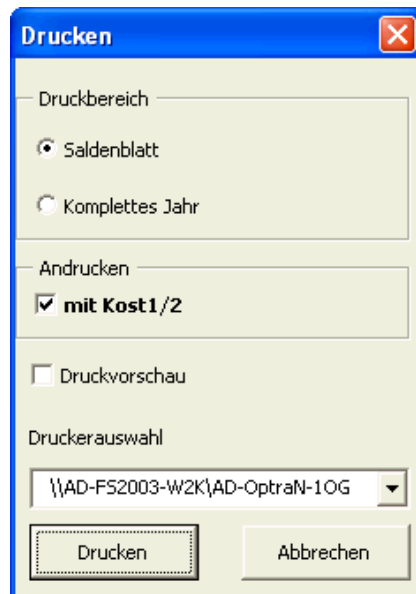 Drucken
Druckbereich
Saldenblatt
Komplettes Jahr
Andrucken
mit Kost1/2
Druckvorschau
Druckerauswahl
\\AD-FS2003-W2K\AD-OptraN-1OG
Drucken Abbrechen